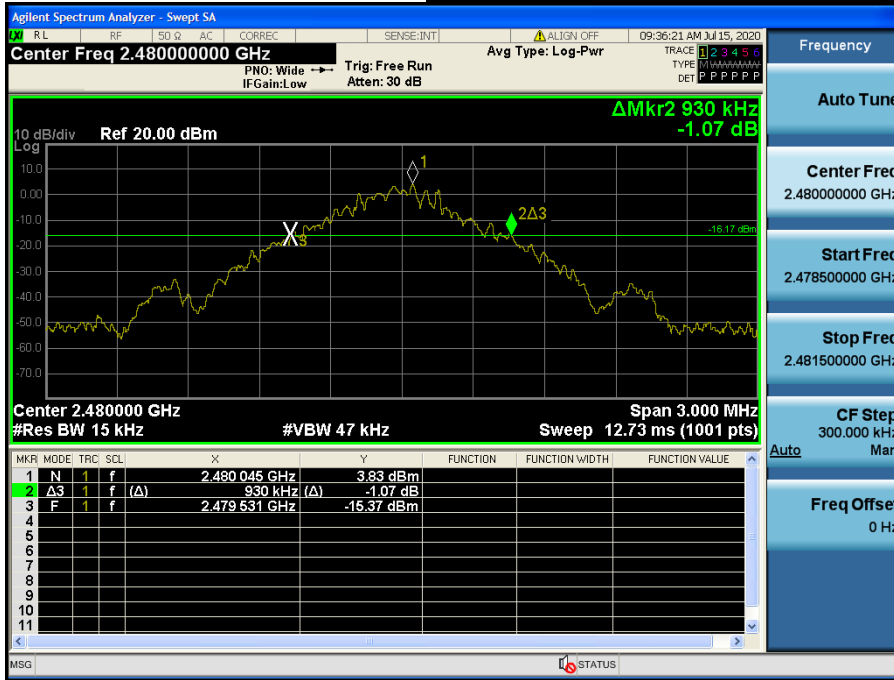 Agilent Spectrum Analyzer - Swept SA
LXI RL RF 50 Ω AC CORREC SENSE:INT ALIGN OFF 09:36:21 AM Jul 15, 2020
Center Freq 2.480000000 GHz
PNO: Wide
IFGain:Low
Trig: Free Run
Atten: 30 dB
Avg Type: Log-Pwr
TRACE 1 2 3 4 5 6
TYPE M WWWWW
DET P P P P P P
ΔMkr2 930 kHz
-1.07 dB
10 dB/div Ref 20.00 dBm
Log
10.0
0.00
-10.0
-20.0
-30.0
-40.0
-50.0
-60.0
-70.0
1
2Δ3
3
-16.17 dBm
Center 2.480000 GHz Span 3.000 MHz
#Res BW 15 kHz #VBW 47 kHz Sweep 12.73 ms (1001 pts)
MKR MODE TRC SCL X Y FUNCTION FUNCTION WIDTH FUNCTION VALUE
1 N 1 f 2.480 045 GHz 3.83 dBm
2 Δ3 1 f (Δ) 930 kHz (Δ) -1.07 dB
3 F 1 f 2.479 531 GHz -15.37 dBm
4
5
6
7
8
9
10
11
MSG STATUS
Frequency
Auto Tune
Center Freq
2.480000000 GHz
Start Freq
2.478500000 GHz
Stop Freq
2.481500000 GHz
CF Step
300.000 kHz
Auto Man
Freq Offset
0 Hz